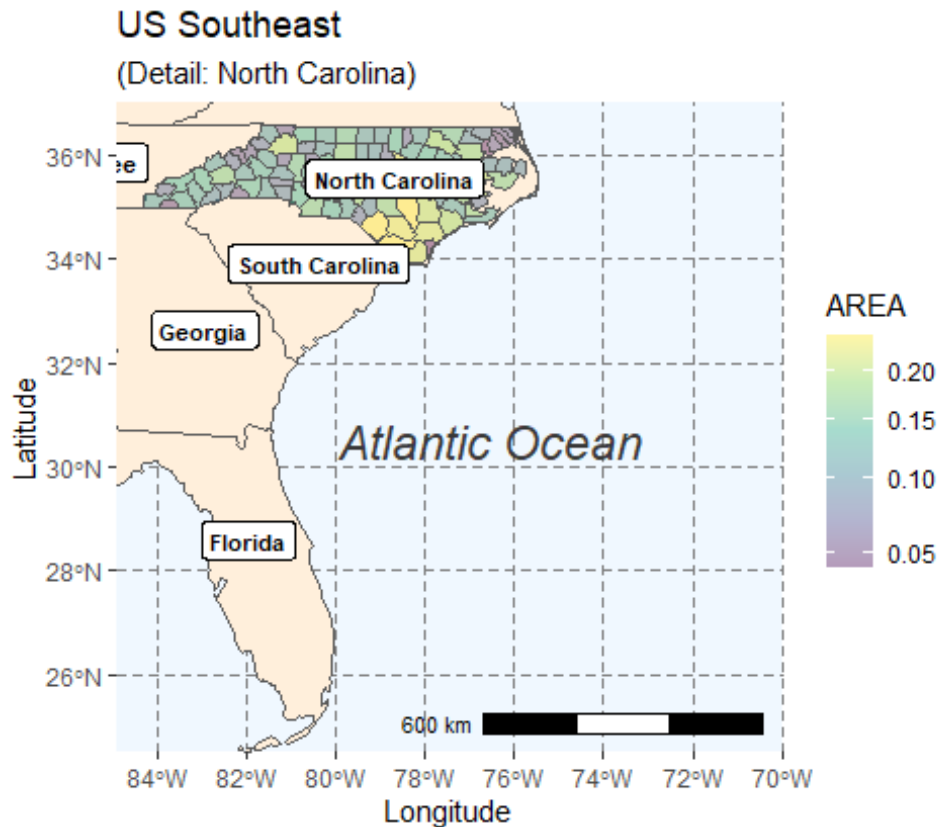 US Southeast
(Detail: North Carolina)
36°N
34°N
32°N
30°N
28°N
26°N
Latitude
ee
North Carolina
South Carolina
Georgia
Atlantic Ocean
Florida
600 km
84°W 82°W 80°W 78°W 76°W 74°W 72°W 70°W
Longitude
AREA
0.20
0.15
0.10
0.05